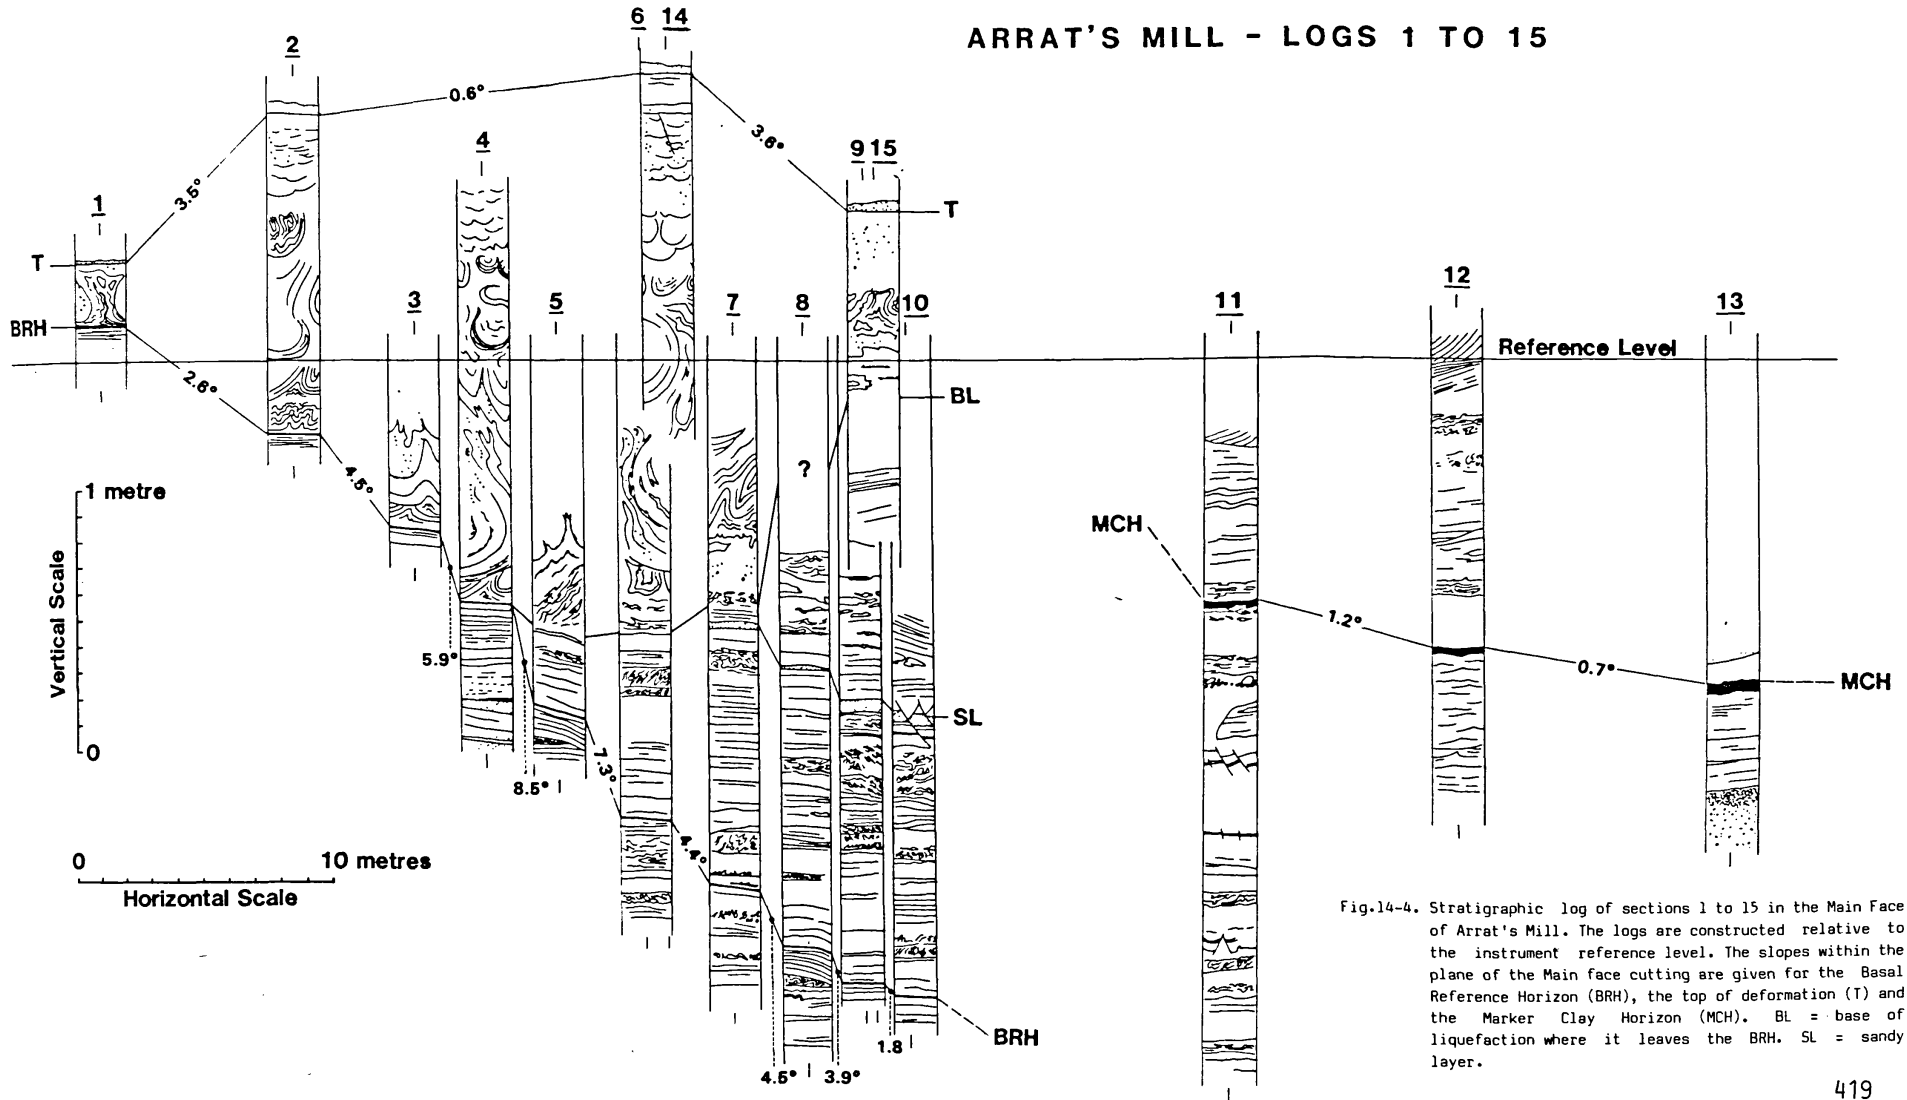 ARRAT'S MILL - LOGS 1 TO 15
6 14
2
4
9 15
1
3
5
7
8
10
11
12
13
0.6°
3.5°
3.6°
T
T
BRH
Reference Level
2.6°
BL
4.5°
?
1 metre
Vertical Scale
0
MCH
1.2°
0.7°
MCH
5.9°
SL
8.5°
7.3°
4.4°
0 10 metres
Horizontal Scale
BRH
1.8
4.5° 3.9°
Fig.14-4. Stratigraphic log of sections 1 to 15 in the Main Face
of Arrat's Mill. The logs are constructed relative to
the instrument reference level. The slopes within the
plane of the Main face cutting are given for the Basal
Reference Horizon (BRH), the top of deformation (T) and
the Marker Clay Horizon (MCH). BL = base of
liquefaction where it leaves the BRH. SL = sandy
layer.
419